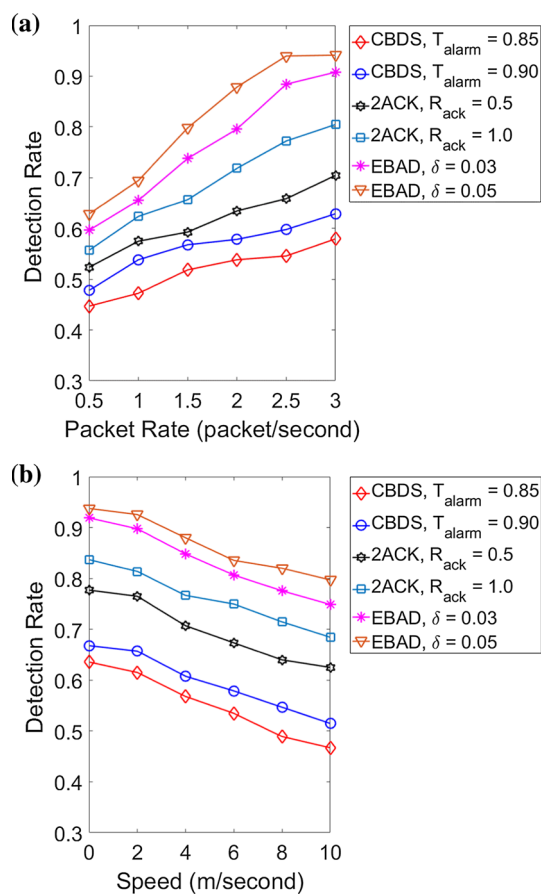 (a)
1
0.9
0.8
0.7
0.6
0.5
0.4
0.3
Detection Rate
0.5 1 1.5 2 2.5 3
Packet Rate (packet/second)
CBDS, T_alarm = 0.85
CBDS, T_alarm = 0.90
2ACK, R_ack = 0.5
2ACK, R_ack = 1.0
EBAD, δ = 0.03
EBAD, δ = 0.05
(b)
1
0.9
0.8
0.7
0.6
0.5
0.4
0.3
Detection Rate
0 2 4 6 8 10
Speed (m/second)
CBDS, T_alarm = 0.85
CBDS, T_alarm = 0.90
2ACK, R_ack = 0.5
2ACK, R_ack = 1.0
EBAD, δ = 0.03
EBAD, δ = 0.05